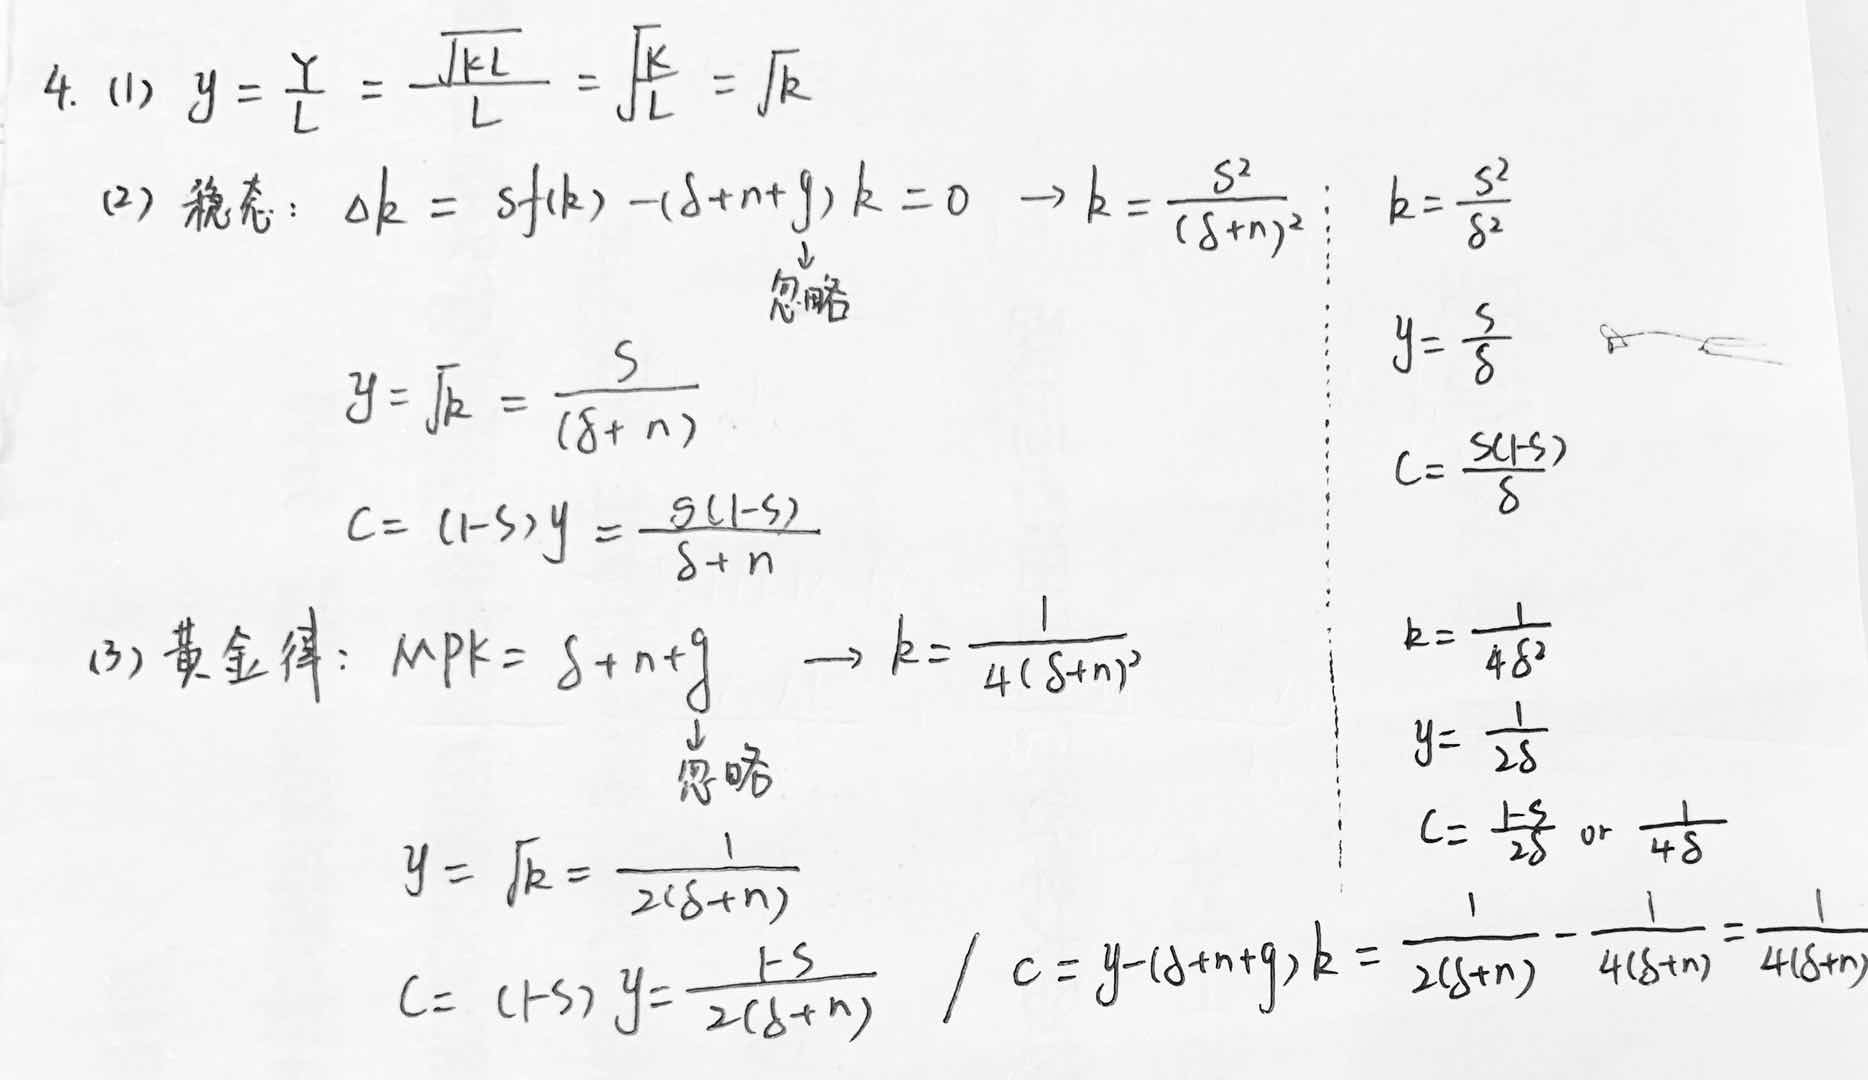 4. (1) y = Y/L = √KL/L = √K/L = √k
(2) 稳态: Δk = sf(k) -(δ+n+g) k = 0 → k = s²/(δ+n)² k = s²/δ²
↓
忽略
y = √k = s/(δ+n) y = s/δ
c = (1-s)y = s(1-s)/δ+n c = s(1-s)/δ
(3) 黄金律: MPK = δ+n+g → k = 1/4(δ+n)² k = 1/4δ²
↓
忽略
y = 1/2δ
c = 1-s/2δ or 1/4δ
y = √k = 1/2(δ+n)
c = (1-s) y = 1-s/2(δ+n) / c = y-(δ+n+g)k = 1/2(δ+n) - 1/4(δ+n) = 1/4(δ+n)